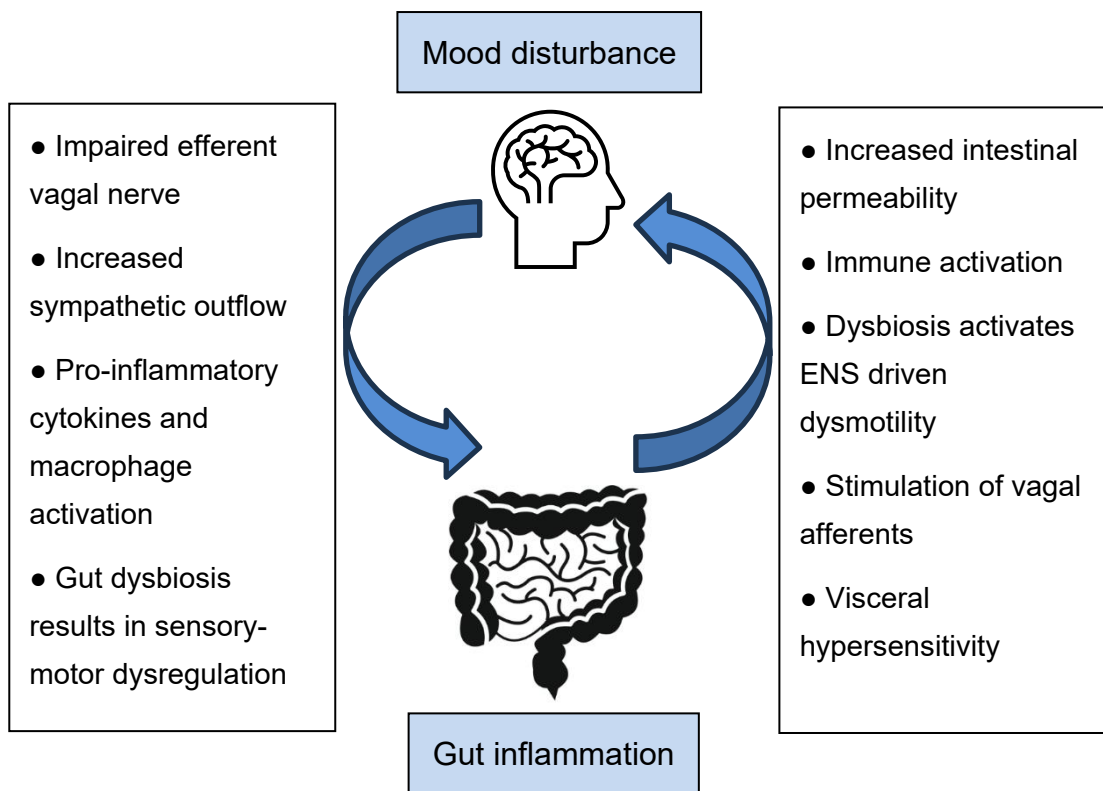 Mood disturbance
● Impaired efferent
vagal nerve
● Increased
sympathetic outflow
● Pro-inflammatory
cytokines and
macrophage
activation
● Gut dysbiosis
results in sensory-
motor dysregulation
● Increased intestinal
permeability
● Immune activation
● Dysbiosis activates
ENS driven
dysmotility
● Stimulation of vagal
afferents
● Visceral
hypersensitivity
Gut inflammation